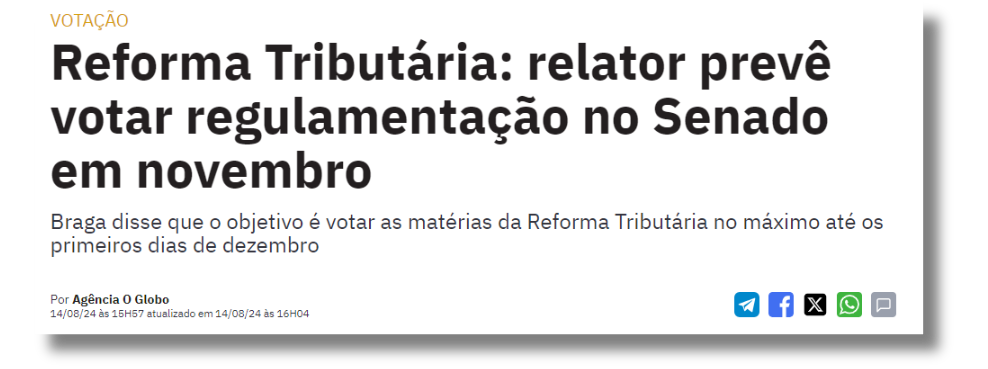 VOTAÇÃO
Reforma Tributária: relator prevê
votar regulamentação no Senado
em novembro
Braga disse que o objetivo é votar as matérias da Reforma Tributária no máximo até os
primeiros dias de dezembro
Por Agência O Globo
14/08/24 às 15H57 atualizado em 14/08/24 às 16H04